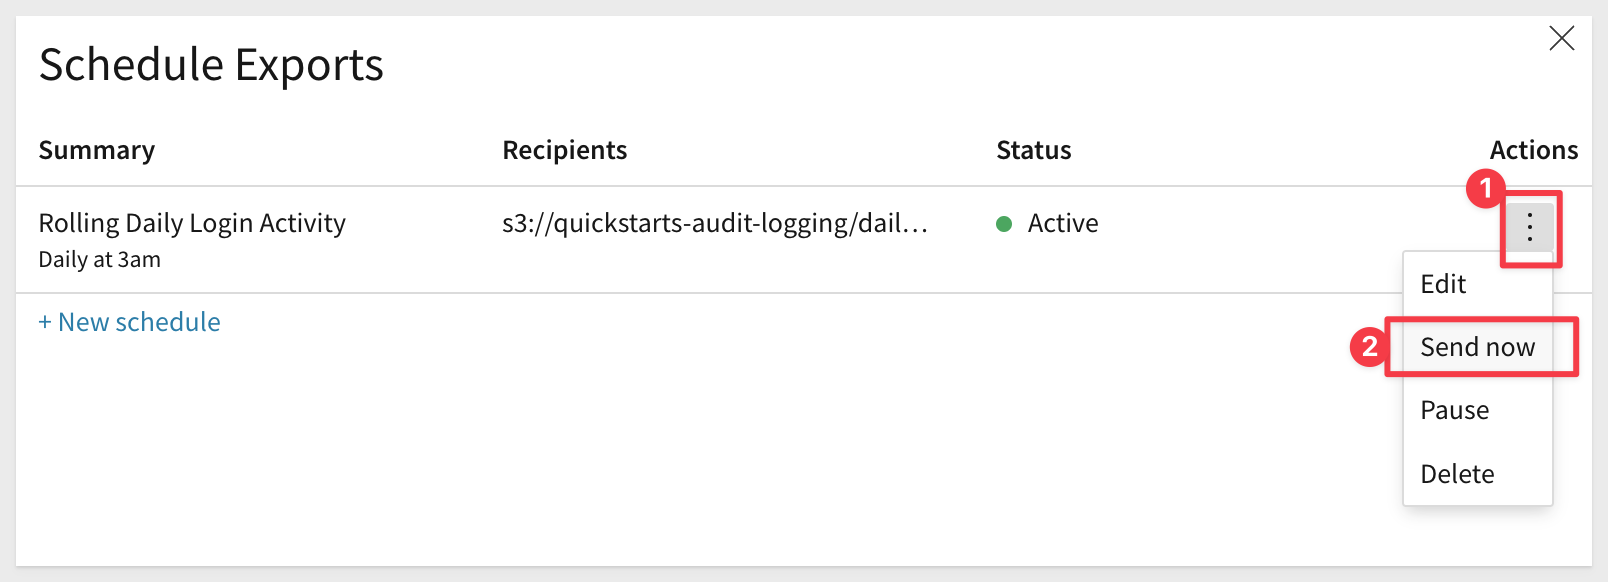 Schedule Exports
Summary Recipients Status Actions
1
Rolling Daily Login Activity s3://quickstarts-audit-logging/dail... Active
Daily at 3am
Edit
+ New schedule
2 Send now
Pause
Delete